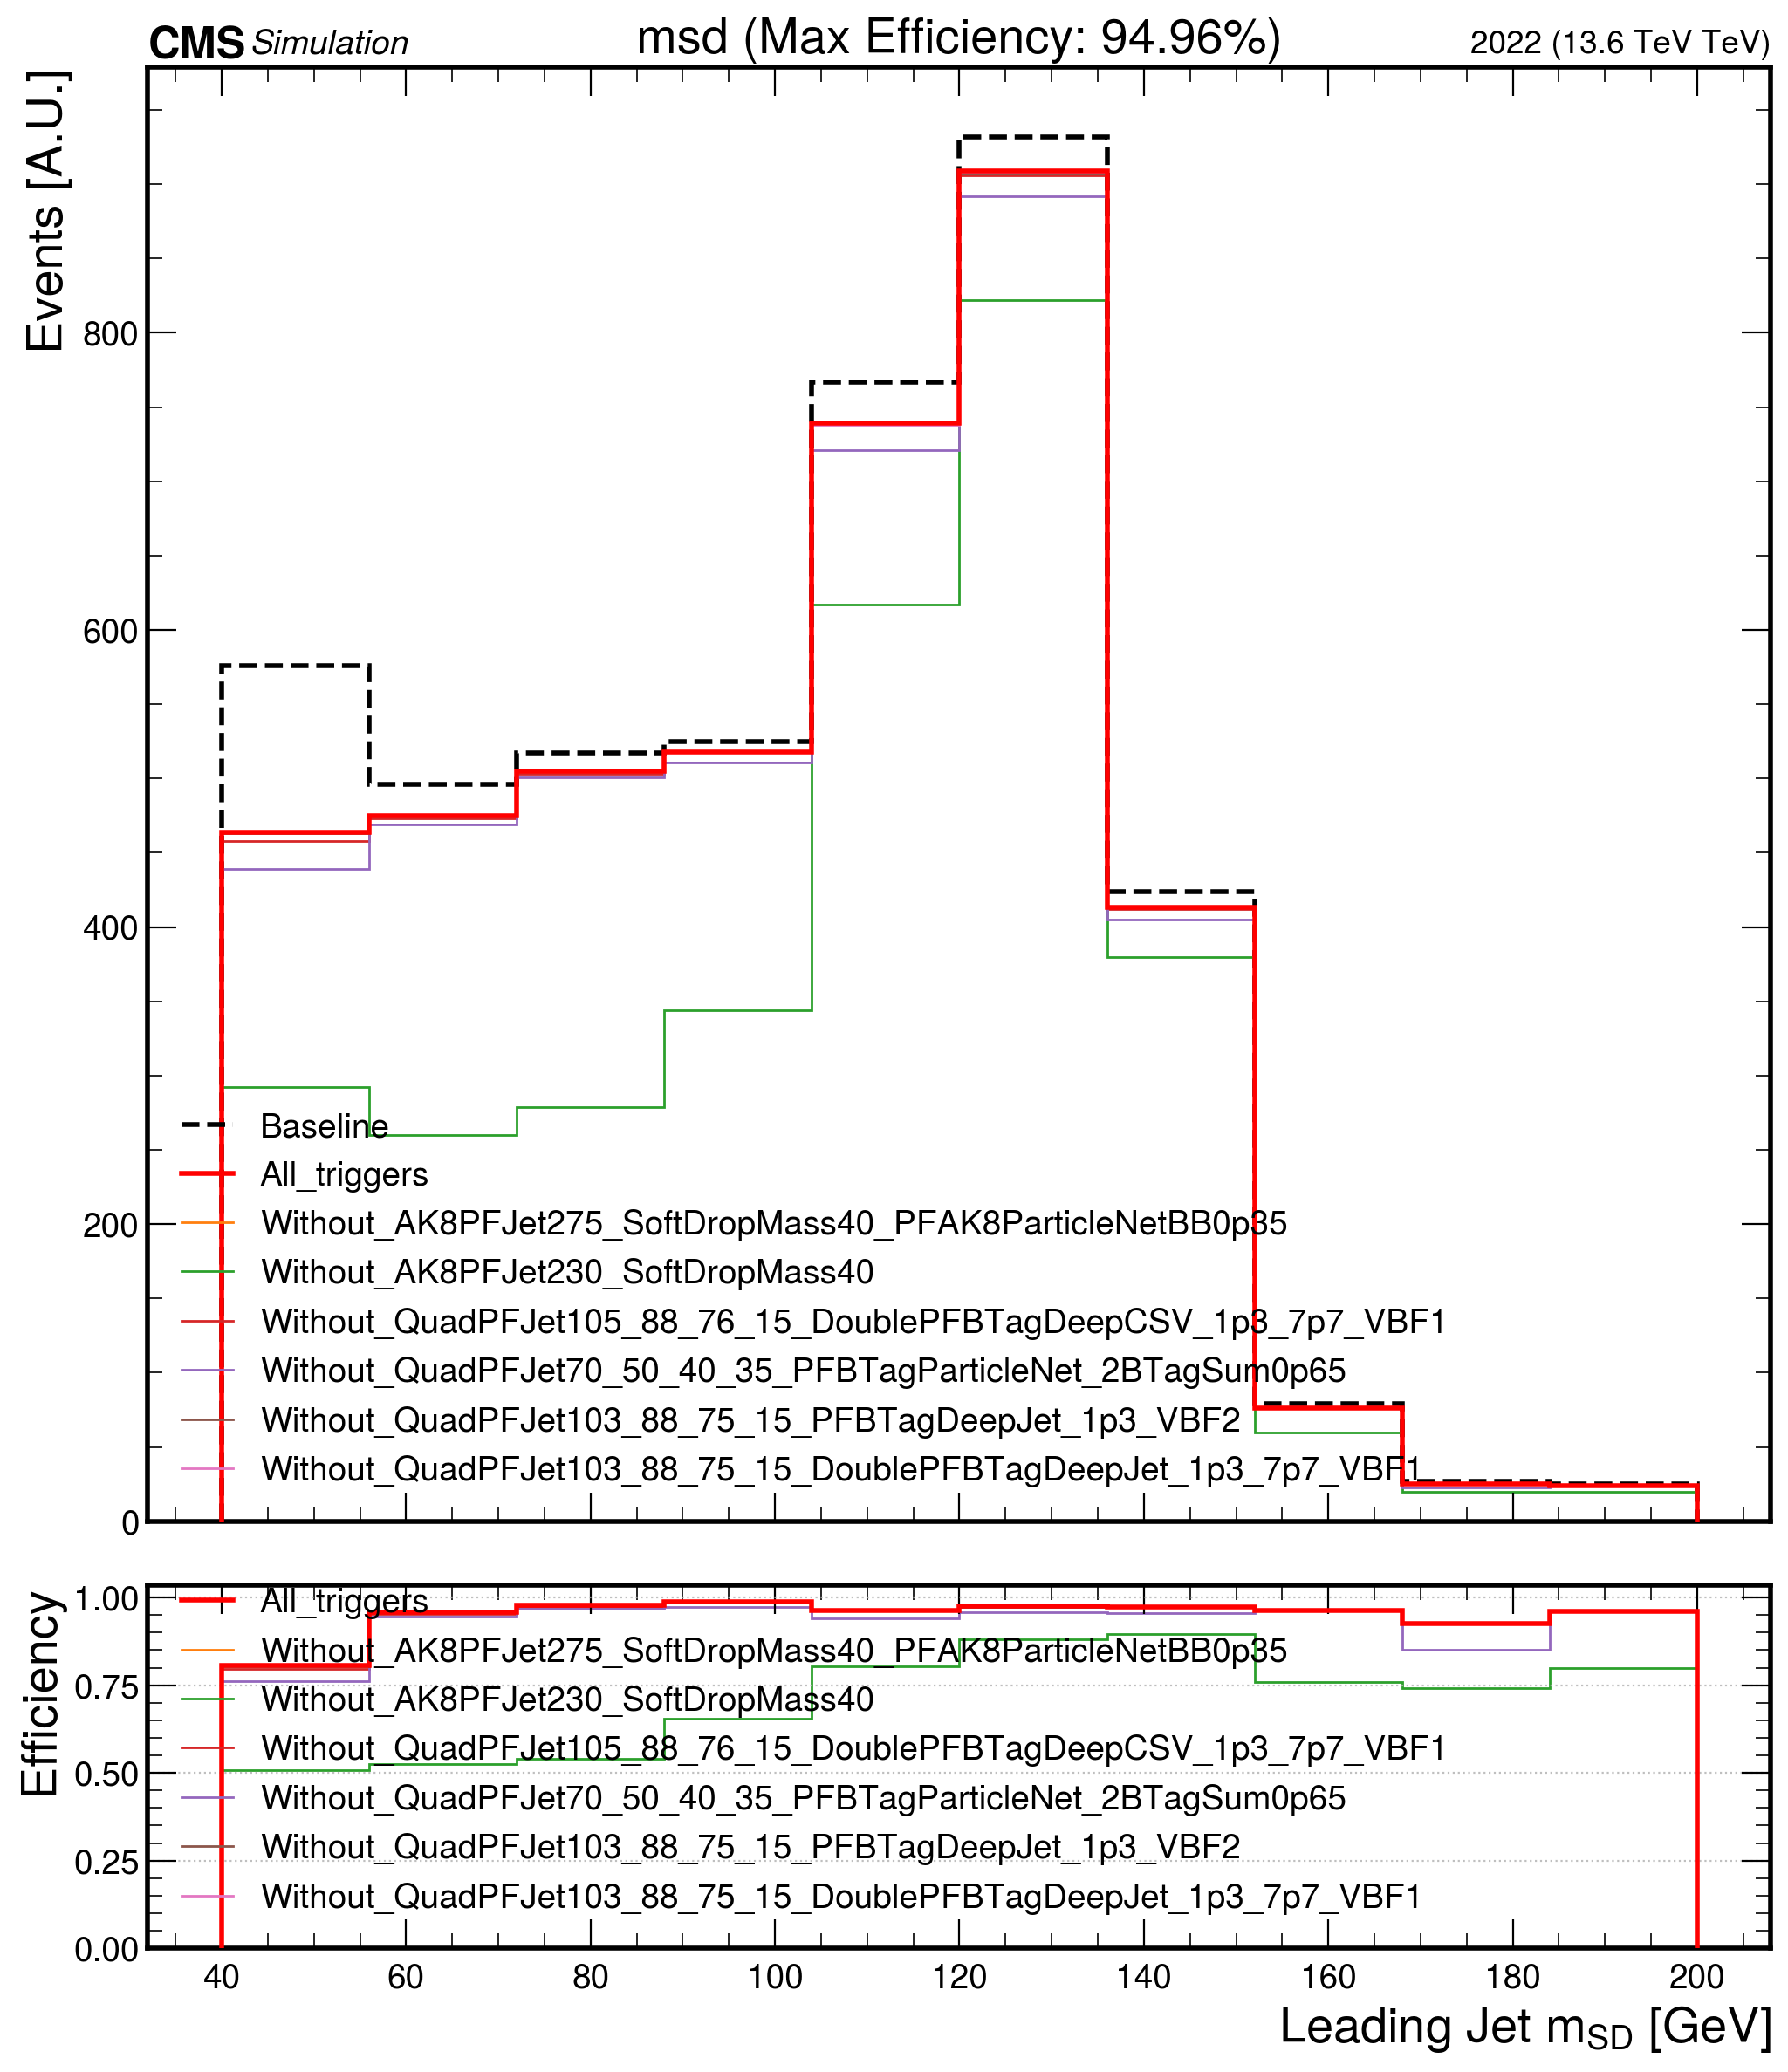 CMS Simulation msd (Max Efficiency: 94.96%) 2022 (13.6 TeV TeV)
Events [A.U.]
800
600
400
200
0
Baseline
All_triggers
Without_AK8PFJet275_SoftDropMass40_PFAK8ParticleNetBB0p35
Without_AK8PFJet230_SoftDropMass40
Without_QuadPFJet105_88_76_15_DoublePFBTagDeepCSV_1p3_7p7_VBF1
Without_QuadPFJet70_50_40_35_PFBTagParticleNet_2BTagSum0p65
Without_QuadPFJet103_88_75_15_PFBTagDeepJet_1p3_VBF2
Without_QuadPFJet103_88_75_15_DoublePFBTagDeepJet_1p3_7p7_VBF1
Efficiency
1.00
0.75
0.50
0.25
0.00
All_triggers
Without_AK8PFJet275_SoftDropMass40_PFAK8ParticleNetBB0p35
Without_AK8PFJet230_SoftDropMass40
Without_QuadPFJet105_88_76_15_DoublePFBTagDeepCSV_1p3_7p7_VBF1
Without_QuadPFJet70_50_40_35_PFBTagParticleNet_2BTagSum0p65
Without_QuadPFJet103_88_75_15_PFBTagDeepJet_1p3_VBF2
Without_QuadPFJet103_88_75_15_DoublePFBTagDeepJet_1p3_7p7_VBF1
40 60 80 100 120 140 160 180 200
Leading Jet m_SD [GeV]